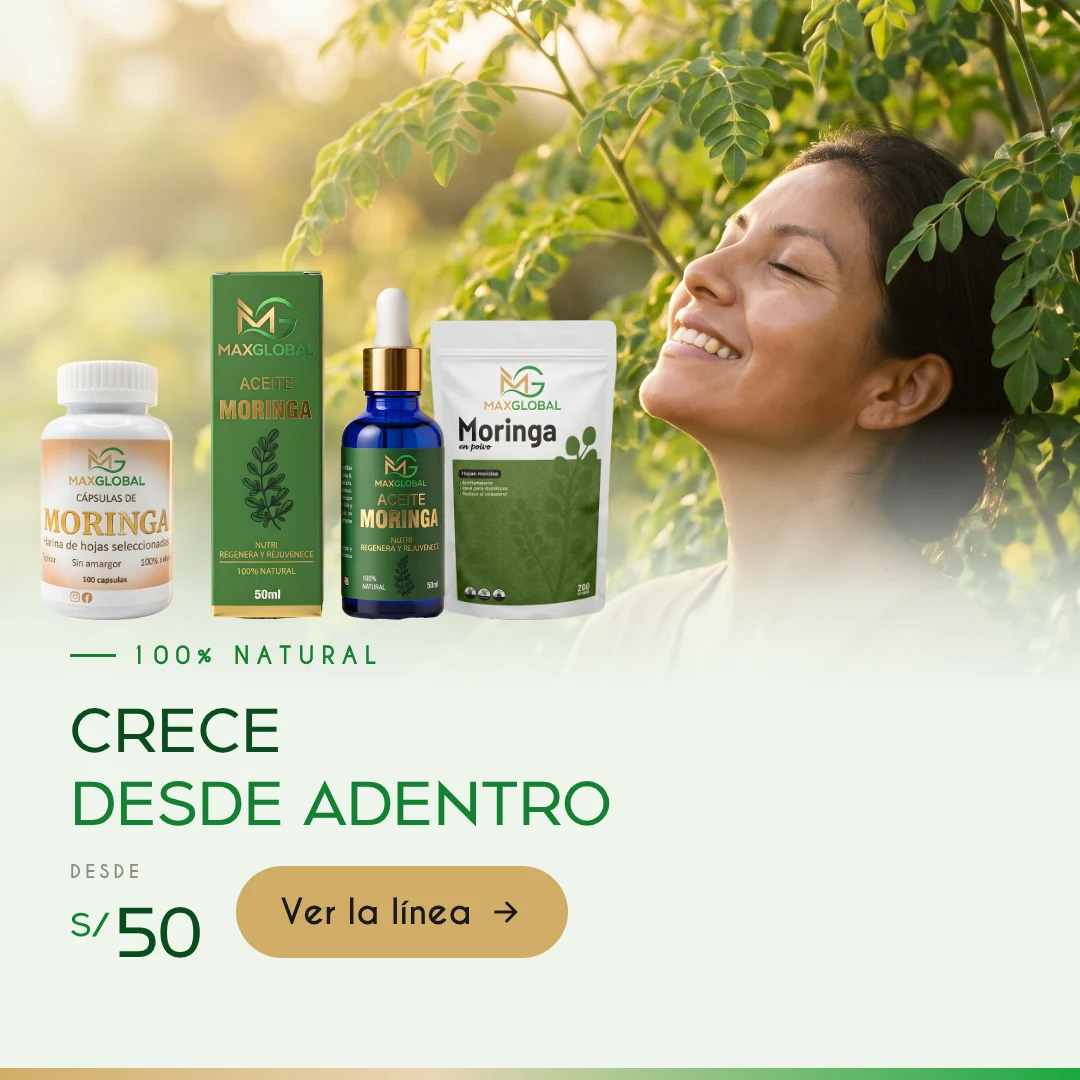 MAXGLOBAL
CÁPSULAS DE
MORINGA
Harina de hojas seleccionadas
Sin amargor
100%
100 capsulas
MAXGLOBAL
ACEITE
MORINGA
NUTRI
REGENERA Y REJUVENECE
100% NATURAL
50ml
MAXGLOBAL
ACEITE
MORINGA
NUTRI
REGENERA Y REJUVENECE
100%
NATURAL
50ml
MAXGLOBAL
Moringa
en polvo
Hojas molidas
200
100% NATURAL
CRECE
DESDE ADENTRO
DESDE
S/ 50
Ver la línea →